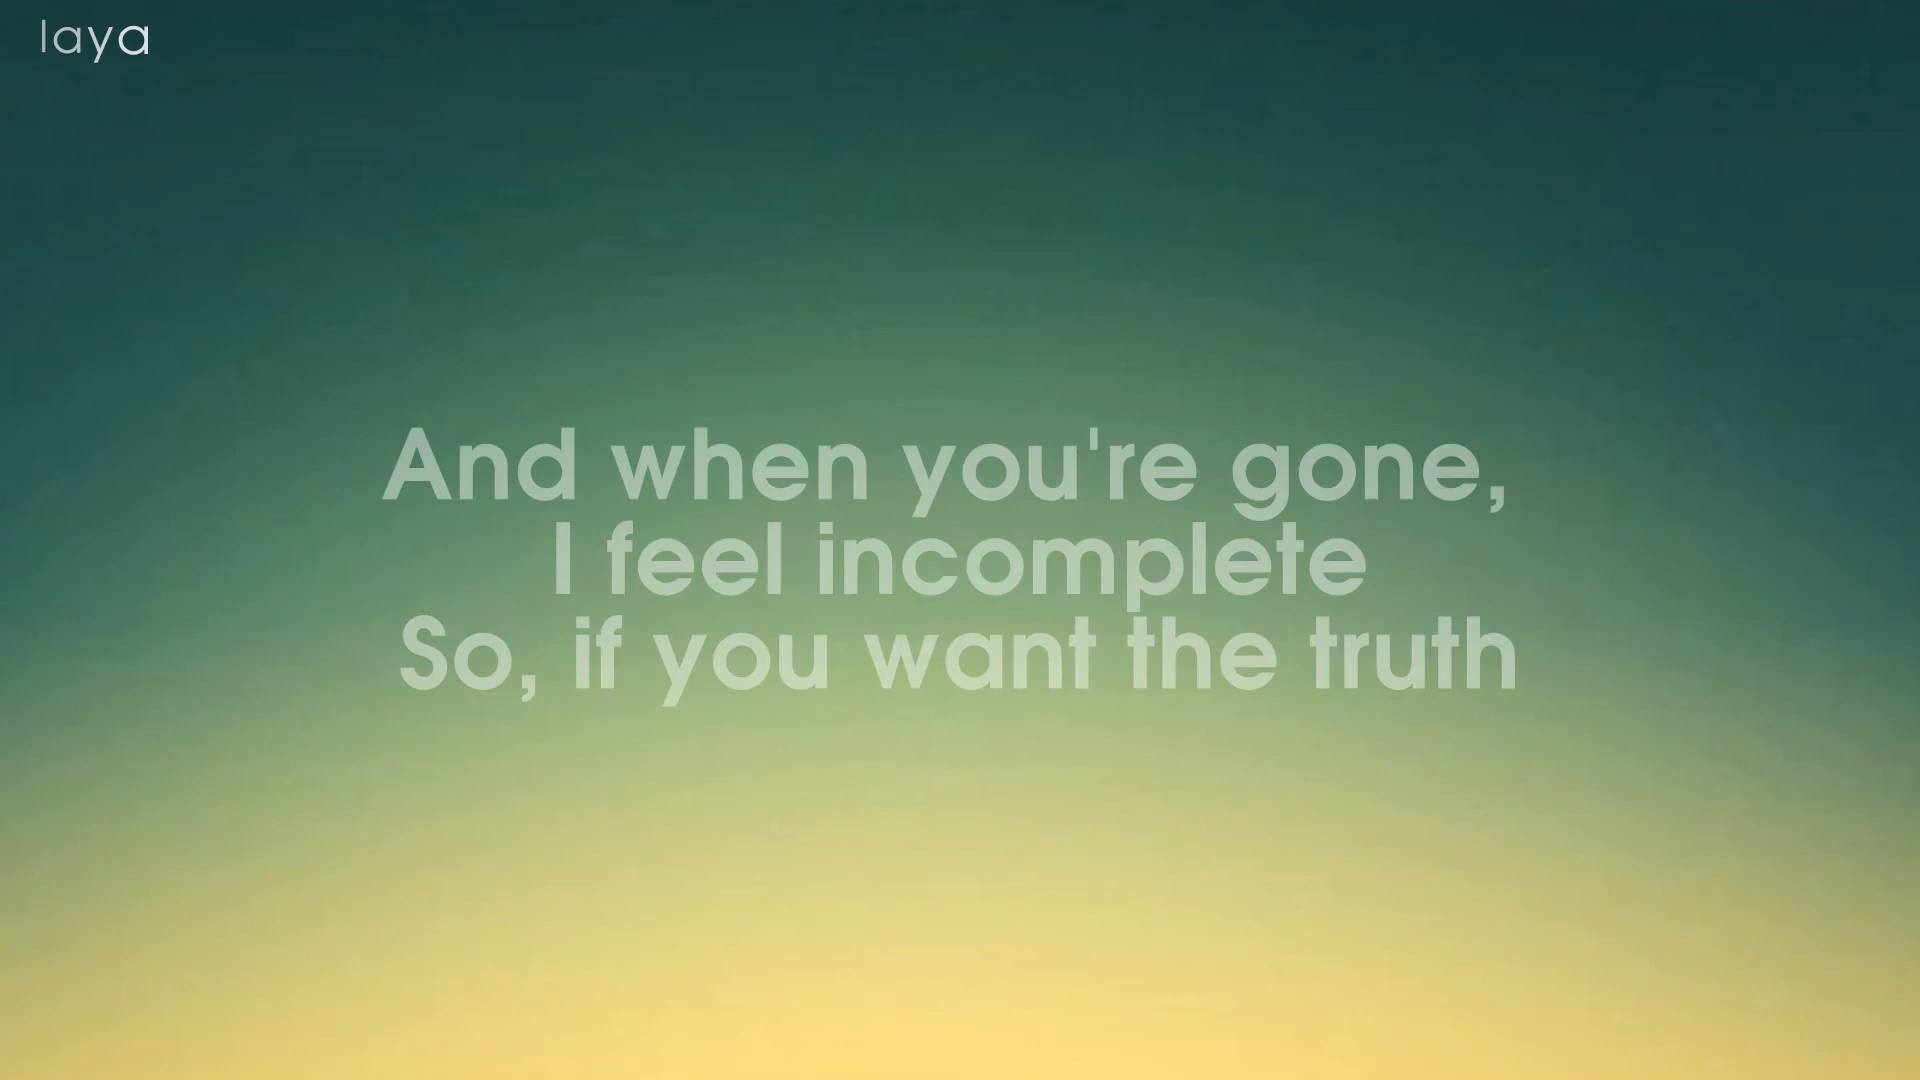 laya
And when you're gone,
I feel incomplete
So, if you want the truth